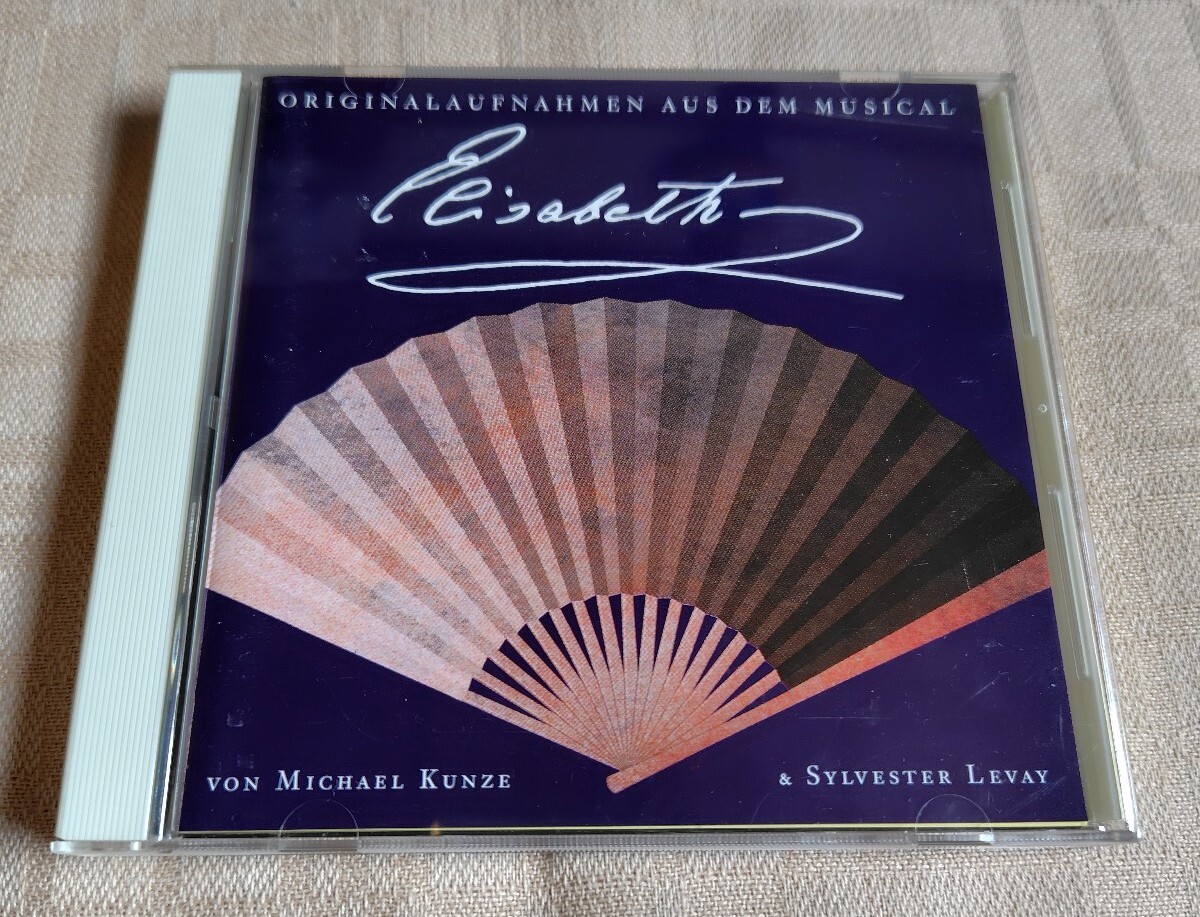 ORIGINALAUFNAHMEN AUS DEM MUSICAL
Elisabeth
VON MICHAEL KUNZE & SYLVESTER LEVAY